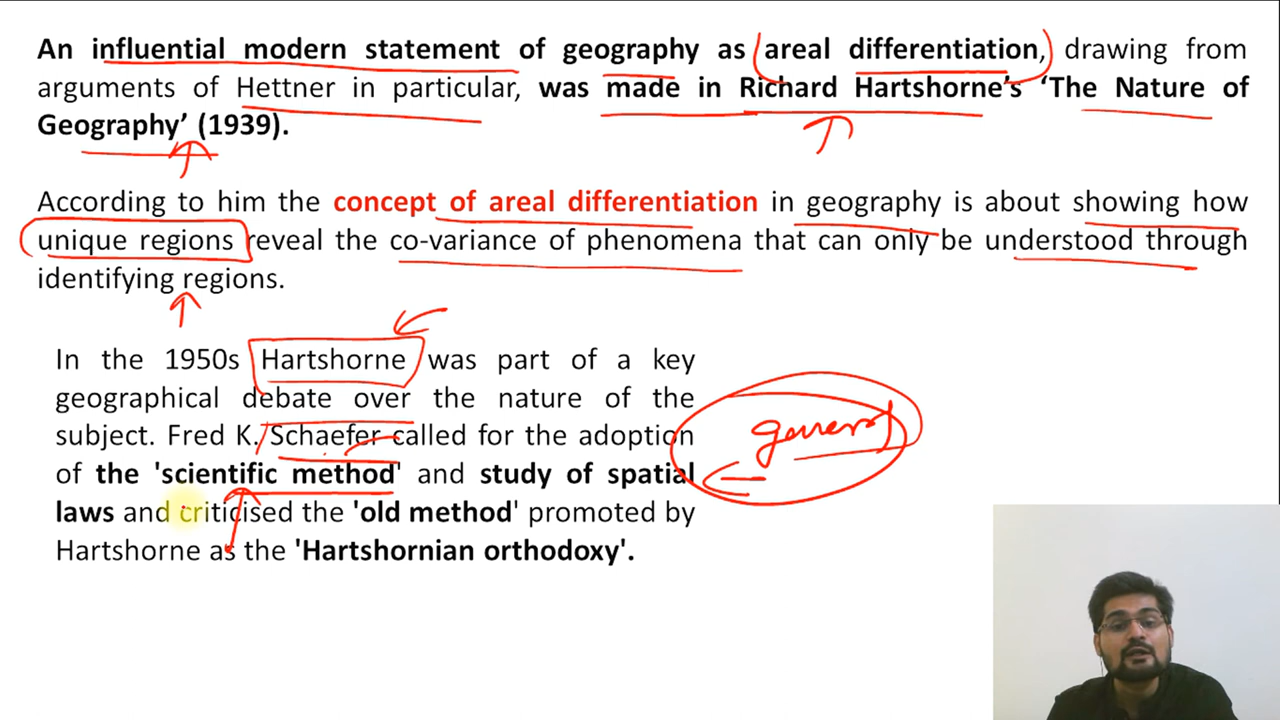 An influential modern statement of geography as areal differentiation, drawing from
arguments of Hettner in particular, was made in Richard Hartshorne's 'The Nature of
Geography' (1939).
According to him the concept of areal differentiation in geography is about showing how
unique regions reveal the co-variance of phenomena that can only be understood through
identifying regions.
In the 1950s Hartshorne was part of a key
geographical debate over the nature of the
subject. Fred K. Schaefer called for the adoption
of the 'scientific method' and study of spatial
laws and criticised the 'old method' promoted by
Hartshorne as the 'Hartshornian orthodoxy'.
general